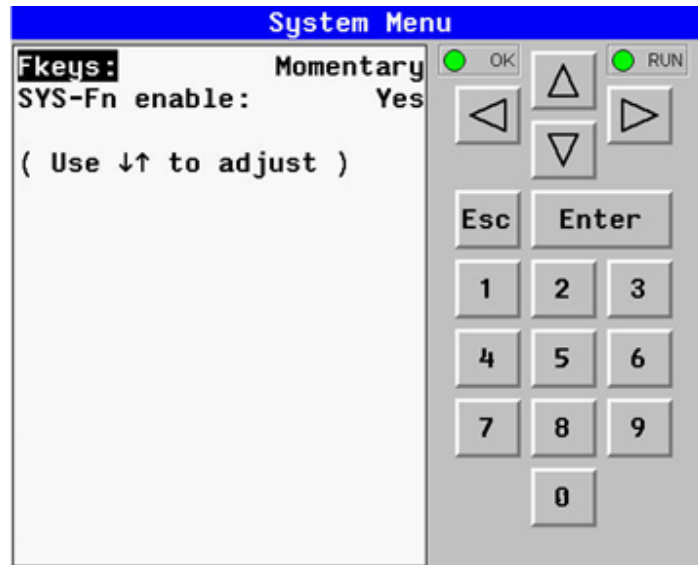 System Menu
Fkeys: Momentary
SYS-Fn enable: Yes
( Use ↓↑ to adjust )
OK
RUN
Esc
Enter
1 2 3
4 5 6
7 8 9
0